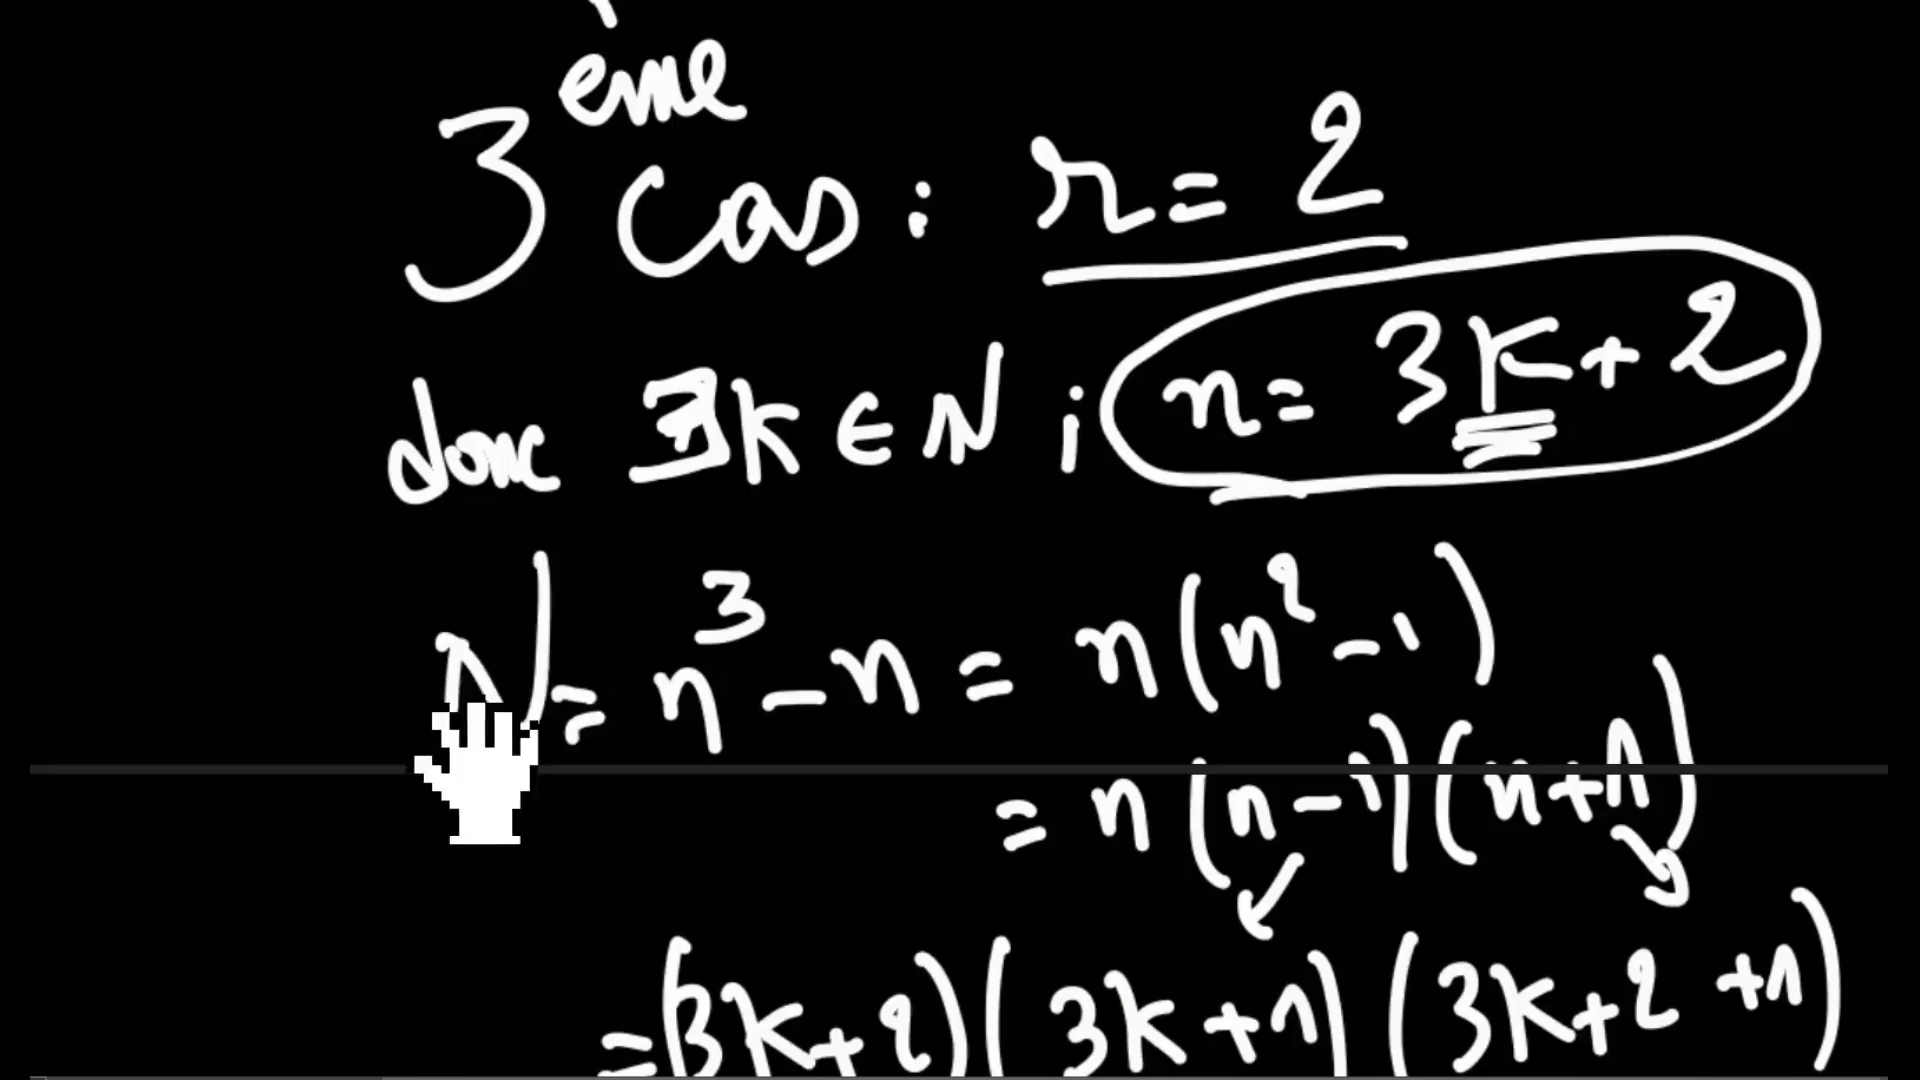 3ème Cas : r = 2
donc ∃k ∈ N ; n = 3k + 2
N = n³ - n = n(n² - 1)
= n(n - 1)(n + 1)
= (3k + 2)(3k + 1)(3k + 2 + 1)